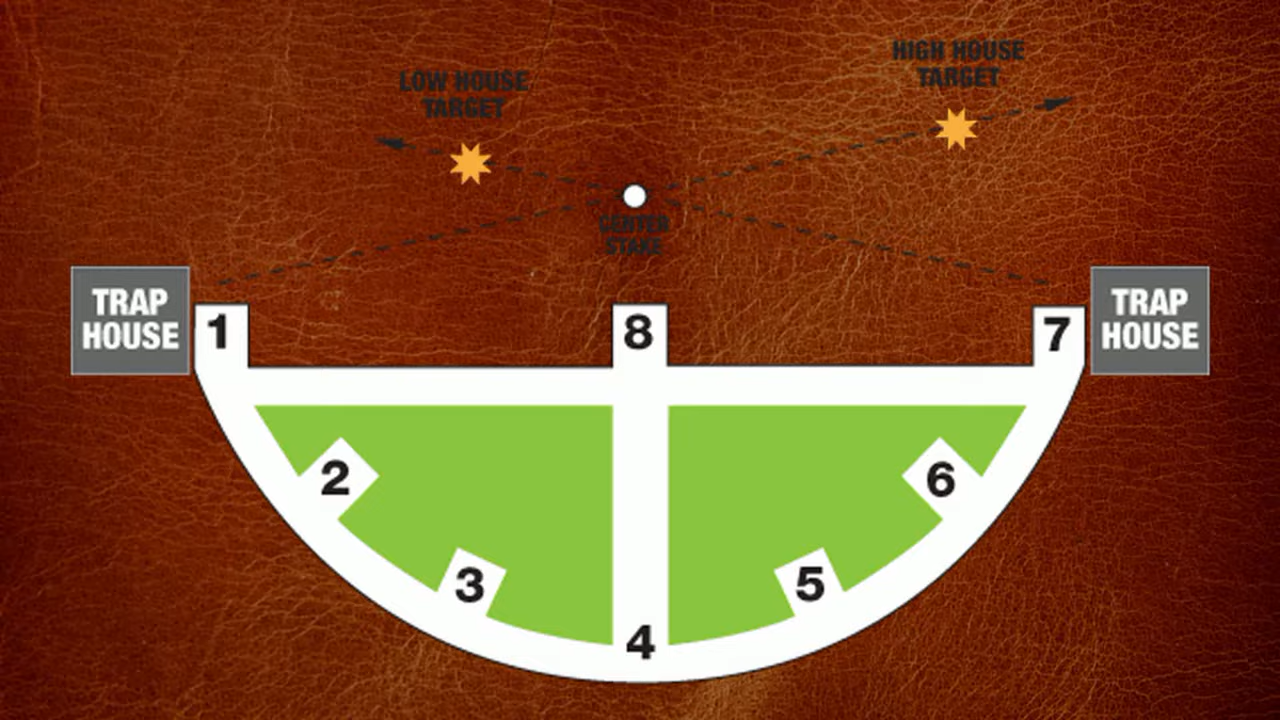 HIGH HOUSE
TARGET
LOW HOUSE
TARGET
CENTER
STAKE
TRAP
HOUSE
1
8
7
TRAP
HOUSE
2
6
3
5
4